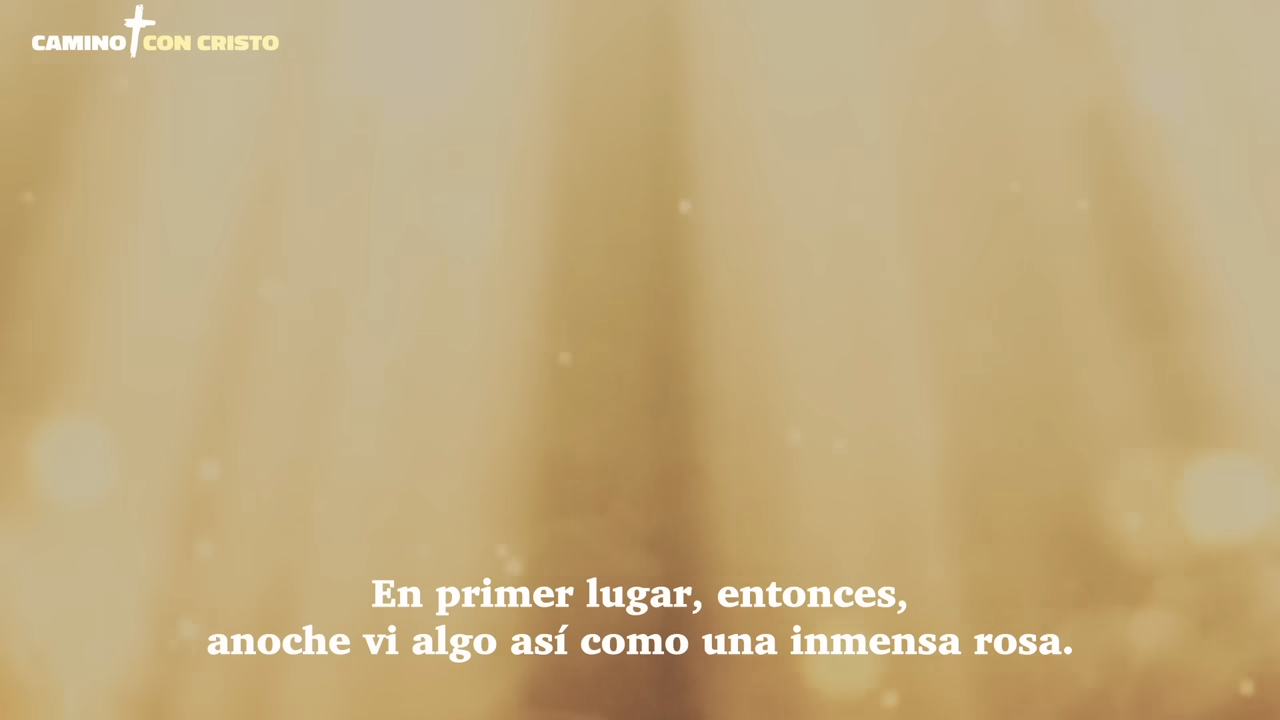 CAMINO CON CRISTO
En primer lugar, entonces,
anoche vi algo así como una inmensa rosa.